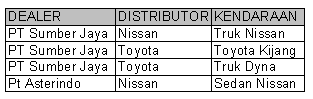 DEALER DISTRIBUTOR KENDARAAN
PT Sumber Jaya Nissan Truk Nissan
PT Sumber Jaya Toyota Toyota Kijang
PT Sumber Jaya Toyota Truk Dyna
Pt Asterindo Nissan Sedan Nissan